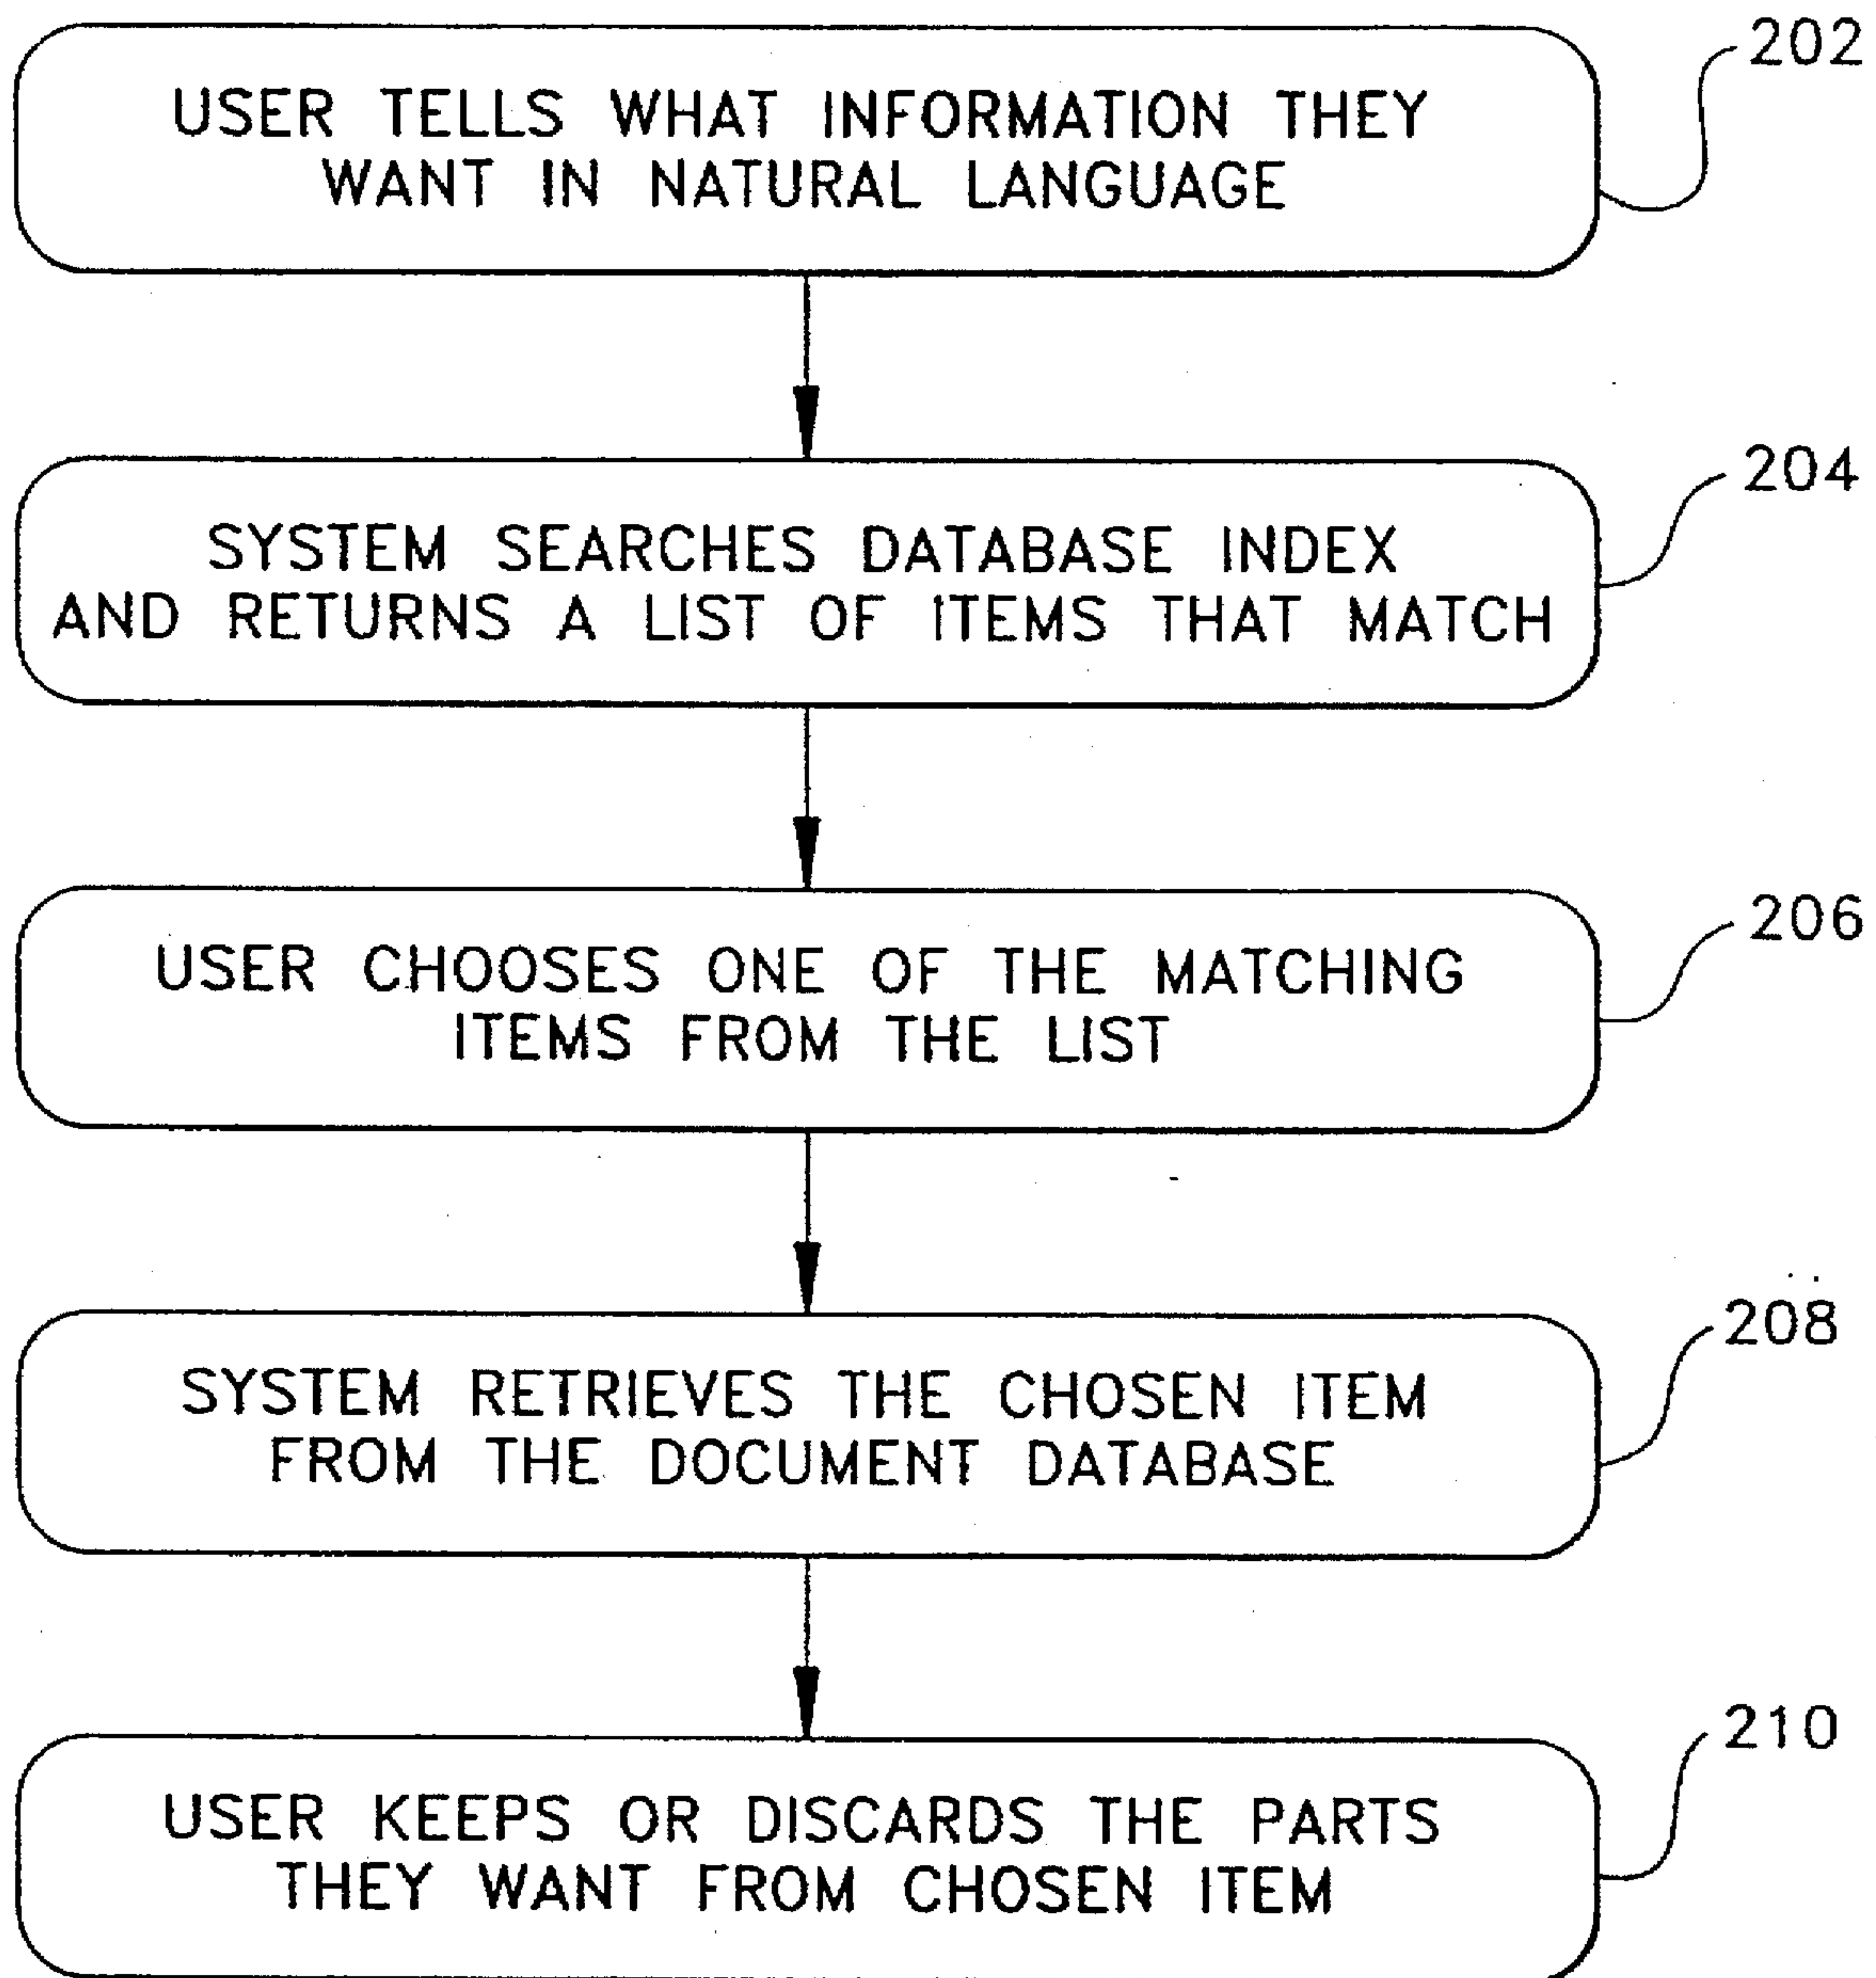 202
USER TELLS WHAT INFORMATION THEY
WANT IN NATURAL LANGUAGE
204
SYSTEM SEARCHES DATABASE INDEX
AND RETURNS A LIST OF ITEMS THAT MATCH
206
USER CHOOSES ONE OF THE MATCHING
ITEMS FROM THE LIST
208
SYSTEM RETRIEVES THE CHOSEN ITEM
FROM THE DOCUMENT DATABASE
210
USER KEEPS OR DISCARDS THE PARTS
THEY WANT FROM CHOSEN ITEM